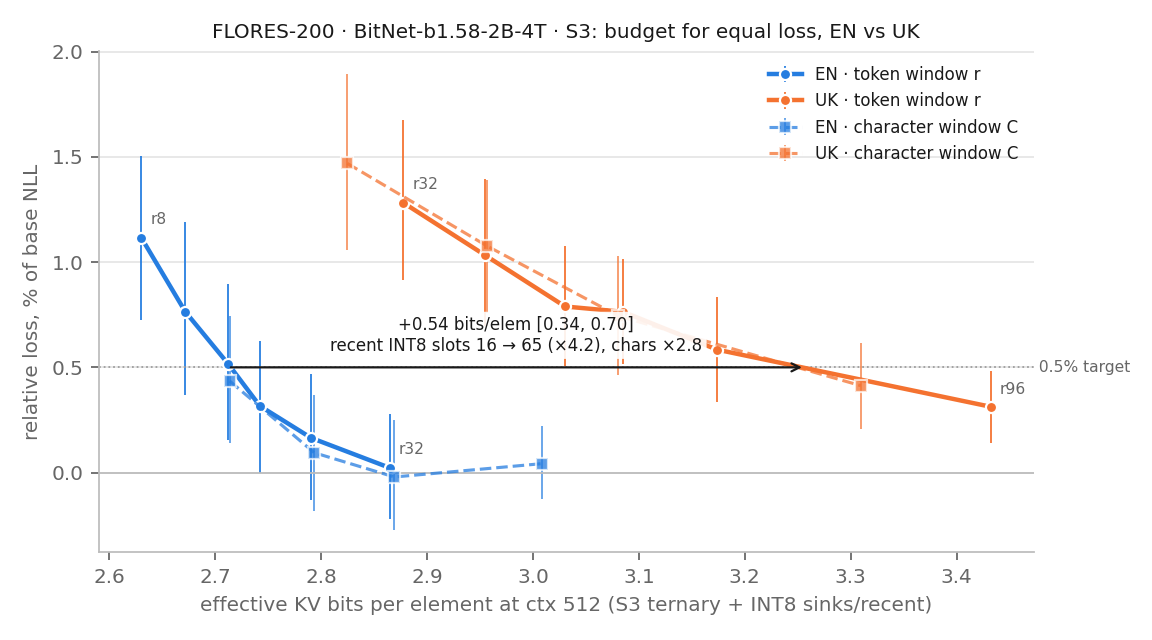 FLORES-200 · BitNet-b1.58-2B-4T · S3: budget for equal loss, EN vs UK
relative loss, % of base NLL
2.0
1.5
1.0
0.5
0.0
EN · token window r
UK · token window r
EN · character window C
UK · character window C
r8
r32
+0.54 bits/elem [0.34, 0.70]
recent INT8 slots 16 → 65 (×4.2), chars ×2.8
0.5% target
r96
r32
2.6 2.7 2.8 2.9 3.0 3.1 3.2 3.3 3.4
effective KV bits per element at ctx 512 (S3 ternary + INT8 sinks/recent)